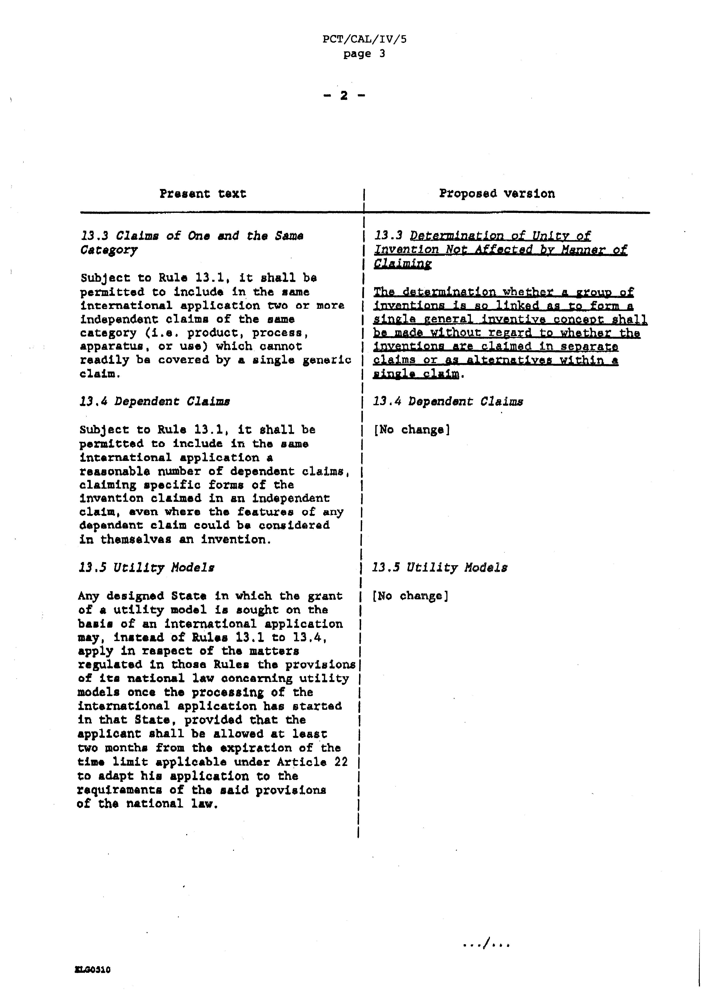 PCT/CAL/IV/5
page 3
- 2 -
Present text
13.3 Claims of One and the Same
Category
Subject to Rule 13.1, it shall be
permitted to include in the same
international application two or more
independent claims of the same
category (i.e. product, process,
apparatus, or use) which cannot
readily be covered by a single generic
claim.
13.4 Dependent Claims
Subject to Rule 13.1, it shall be
permitted to include in the same
international application a
reasonable number of dependent claims,
claiming specific forms of the
invention claimed in an independent
claim, even where the features of any
dependent claim could be considered
in themselves an invention.
13.5 Utility Models
Any designed State in which the grant
of a utility model is sought on the
basis of an international application
may, instead of Rules 13.1 to 13.4,
apply in respect of the matters
regulated in those Rules the provisions
of its national law concerning utility
models once the processing of the
international application has started
in that State, provided that the
applicant shall be allowed at least
two months from the expiration of the
time limit applicable under Article 22
to adapt his application to the
requirements of the said provisions
of the national law.
Proposed version
13.3 Determination of Unity of
Invention Not Affected by Manner of
Claiming
The determination whether a group of
inventions is so linked as to form a
single general inventive concept shall
be made without regard to whether the
inventions are claimed in separate
claims or as alternatives within a
single claim.
13.4 Dependent Claims
[No change]
13.5 Utility Models
[No change]
.../...
KLG0510